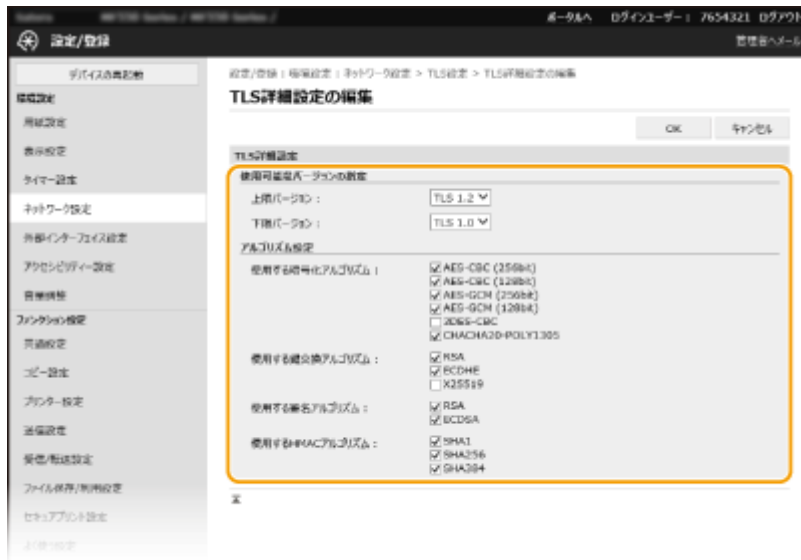 ポータルへ ログインユーザー: 7654321 ログアウト
設定/登録
管理者へメール
デバイスの再起動
設定/登録 : 環境設定 : ネットワーク設定 > TLS設定 > TLS詳細設定の編集
環境設定
TLS詳細設定の編集
用紙設定
OK キャンセル
表示設定
TLS詳細設定
タイマー設定
使用可能なバージョンの設定
上限バージョン : TLS 1.2
ネットワーク設定
下限バージョン : TLS 1.0
外部インターフェイス設定
アルゴリズム設定
アクセシビリティー設定
使用する暗号化アルゴリズム : AES-CBC (256bit)
AES-CBC (128bit)
音量調整
AES-GCM (256bit)
AES-GCM (128bit)
ファンクション設定
3DES-CBC
CHACHA20-POLY1305
共通設定
使用する鍵交換アルゴリズム : RSA
コピー設定
ECDHE
X25519
プリンター設定
使用する署名アルゴリズム : RSA
ECDSA
送信設定
使用するHMACアルゴリズム : SHA1
受信/転送設定
SHA256
SHA384
ファイル保存/利用設定
セキュアプリント設定